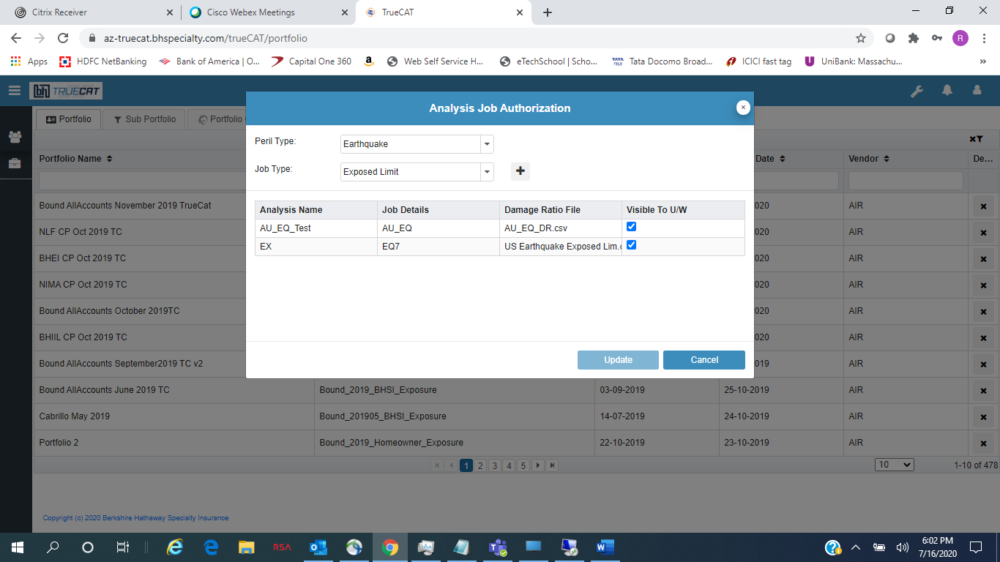 Citrix Receiver
Cisco Webex Meetings
TrueCAT
az-truecat.bhspecialty.com/trueCAT/portfolio
R
Apps
HDFC NetBanking
Bank of America | O...
Capital One 360
Web Self Service H...
eTechSchool | Scho...
TATA TELE
Tata Docomo Broad...
ICICI fast tag
UniBank: Massachu...
»
bh TRUECAT
Analysis Job Authorization
Portfolio
Sub Portfolio
Portfolio
Peril Type:
Earthquake
Job Type:
Exposed Limit
Portfolio Name
Date
Vendor
De...
Analysis Name Job Details Damage Ratio File Visible To U/W
AU_EQ_Test AU_EQ AU_EQ_DR.csv
EX EQ7 US Earthquake Exposed Lim.
Bound AllAccounts November 2019 TrueCat 020 AIR
NLF CP Oct 2019 TC 020 AIR
BHEI CP Oct 2019 TC 020 AIR
NIMA CP Oct 2019 TC 020 AIR
Bound AllAccounts October 2019TC 020 AIR
BHIIL CP Oct 2019 TC 020 AIR
Bound AllAccounts September2019 TC v2 019 AIR
Update
Cancel
Bound AllAccounts June 2019 TC Bound_2019_BHSI_Exposure 03-09-2019 25-10-2019 AIR
Cabrillo May 2019 Bound_201905_BHSI_Exposure 14-07-2019 24-10-2019 AIR
Portfolio 2 Bound_2019_Homeowner_Exposure 22-10-2019 23-10-2019 AIR
1 2 3 4 5
10
1-10 of 478
Copyright (c) 2020 Berkshire Hathaway Specialty Insurance
RSA
6:02 PM
7/16/2020